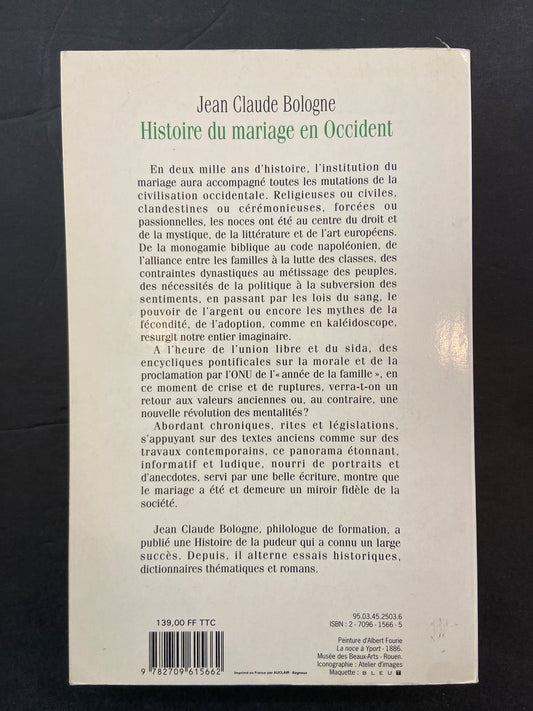 Jean Claude Bologne
Histoire du mariage en Occident
En deux mille ans d'histoire, l'institution du
mariage aura accompagné toutes les mutations de la
civilisation occidentale. Religieuses ou civiles,
clandestines ou cérémonieuses, forcées ou
passionnelles, les noces ont été au centre du droit et
de la mystique, de la littérature et de l'art européens.
De la monogamie biblique au code napoléonien, de
l'alliance entre les familles à la lutte des classes, des
contraintes dynastiques au métissage des peuples,
des nécessités de la politique à la subversion des
sentiments, en passant par les lois du sang, le
pouvoir de l'argent ou encore les mythes de la
fécondité, de l'adoption, comme en kaléidoscope,
resurgit notre entier imaginaire.
A l'heure de l'union libre et du sida, des
encycliques pontificales sur la morale et de la
proclamation par l'ONU de l'« année de la famille », en
ce moment de crise et de ruptures, verra-t-on un
retour aux valeurs anciennes ou, au contraire, une
nouvelle révolution des mentalités ?
Abordant chroniques, rites et législations,
s'appuyant sur des textes anciens comme sur des
travaux contemporains, ce panorama étonnant,
informatif et ludique, nourri de portraits et
d'anecdotes, servi par une belle écriture, montre que
le mariage a été et demeure un miroir fidèle de la
société.
Jean Claude Bologne, philologue de formation, a
publié une Histoire de la pudeur qui a connu un large
succès. Depuis, il alterne essais historiques,
dictionnaires thématiques et romans.
139,00 FF TTC
95.03.45.2503.6
ISBN : 2 - 7096 - 1566 - 5
Peinture d'Albert Fourie
La noce à Yport - 1886.
Musée des Beaux-Arts - Rouen.
Iconographie : Atelier d'images
Maquette : BLEUT
9 782709 615662
Imprimé en France par AUCLAIR - Bagneux